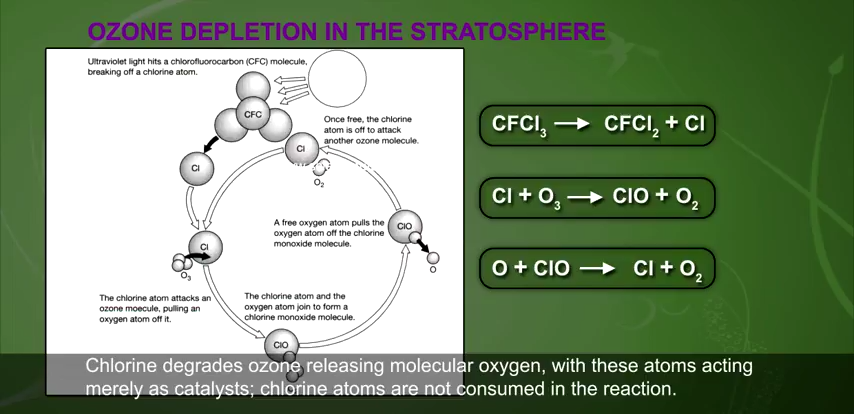 OZONE DEPLETION IN THE STRATOSPHERE
Ultraviolet light hits a chlorofluorocarbon (CFC) molecule,
breaking off a chlorine atom.
CFC
Once free, the chlorine
atom is off to attack
another ozone molecule.
Cl
Cl
O2
A free oxygen atom pulls the
oxygen atom off the chlorine
monoxide molecule.
ClO
O
Cl
O3
The chlorine atom attacks an
ozone moecule, pulling an
oxygen atom off it.
The chlorine atom and the
oxygen atom join to form a
chlorine monoxide molecule.
ClO
CFCl3 → CFCl2 + Cl
Cl + O3 → ClO + O2
O + ClO → Cl + O2
Chlorine degrades ozone releasing molecular oxygen, with these atoms acting
merely as catalysts; chlorine atoms are not consumed in the reaction.